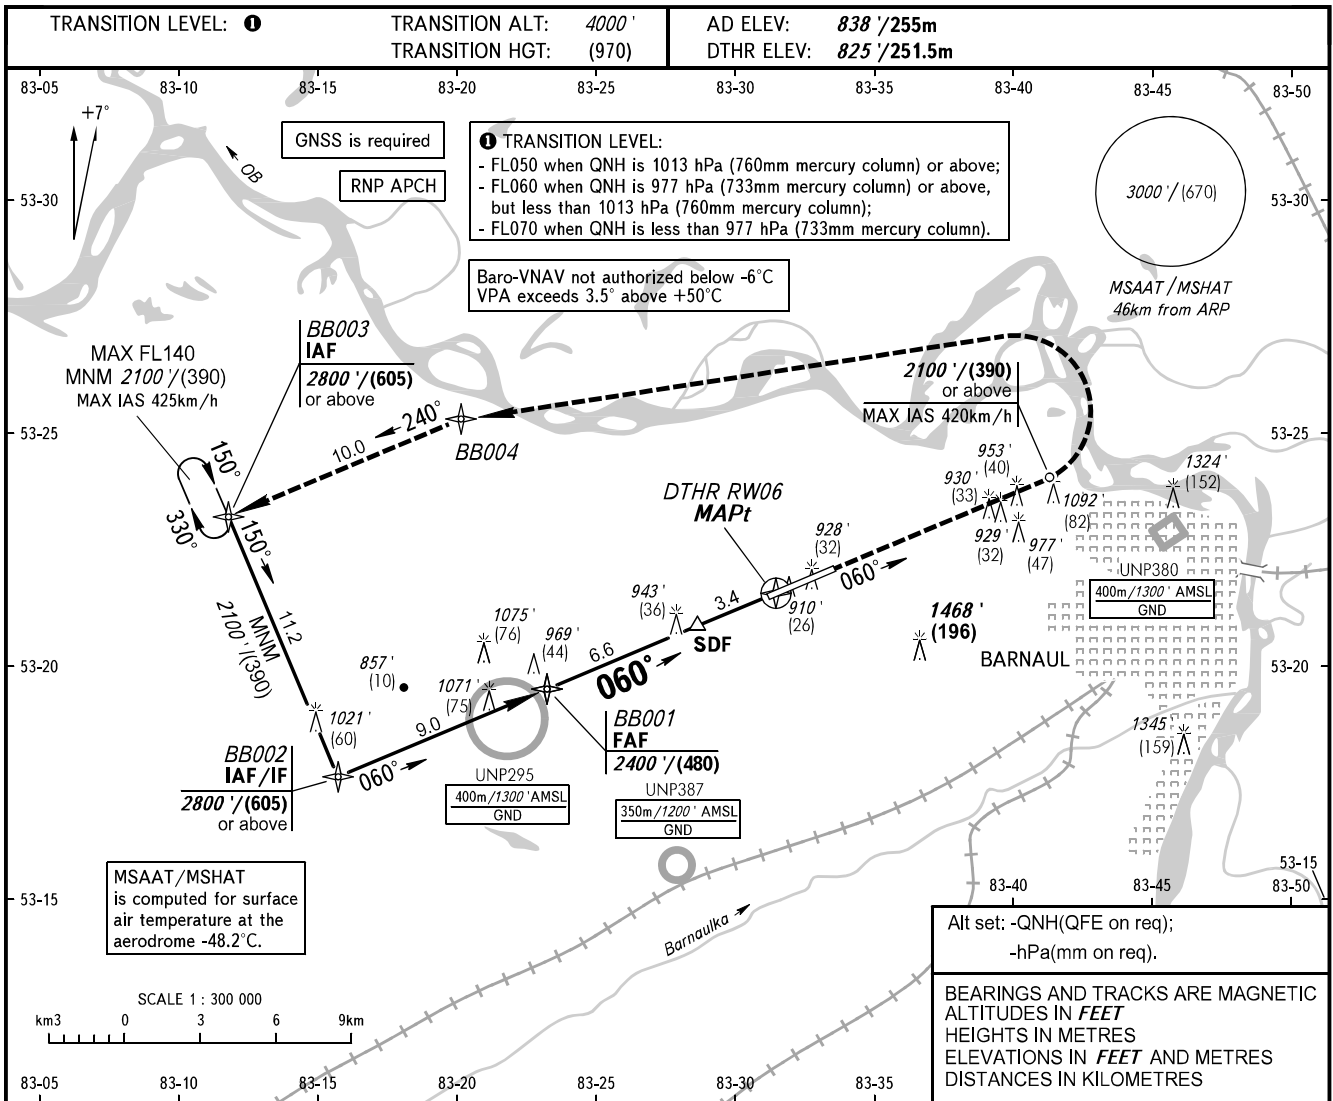 TRANSITION LEVEL: ❶
TRANSITION ALT: 4000 '
TRANSITION HGT: (970)
AD ELEV: 838 '/255m
DTHR ELEV: 825 '/251.5m
83-05 83-10 83-15 83-20 83-25 83-30 83-35 83-40 83-45 83-50
+7°
GNSS is required
RNP APCH
OB
❶ TRANSITION LEVEL:
- FL050 when QNH is 1013 hPa (760mm mercury column) or above;
- FL060 when QNH is 977 hPa (733mm mercury column) or above,
but less than 1013 hPa (760mm mercury column);
- FL070 when QNH is less than 977 hPa (733mm mercury column).
3000 '/(670)
53-30
53-30
Baro-VNAV not authorized below -6°C
VPA exceeds 3.5° above +50°C
MSAAT/MSHAT
46km from ARP
MAX FL140
MNM 2100 '/(390)
MAX IAS 425km/h
BB003
IAF
2800 '/(605)
or above
2100 '/(390)
or above
MAX IAS 420km/h
240°
10.0
BB004
53-25
53-25
150°
330°
150°
11.2
MNM
2100 '/(390)
DTHR RW06
MAPt
953 '
(40)
930 '
(33)
929 '
(32)
977 '
(47)
1092 '
(82)
1324 '
(152)
928 '
(32)
910 '
(26)
060°
943 '
(36)
3.4
SDF
6.6
060°
UNP380
400m/1300 ' AMSL
GND
1468 '
(196)
BARNAUL
53-20
53-20
1075 '
(76)
969 '
(44)
857 '
(10)
1071 '
(75)
9.0
1021 '
(60)
BB001
FAF
2400 '/(480)
BB002
IAF/IF
2800 '/(605)
or above
060°
UNP295
400m/1300 ' AMSL
GND
UNP387
350m/1200 ' AMSL
GND
1345 '
(159)
MSAAT/MSHAT
is computed for surface
air temperature at the
aerodrome -48.2°C.
53-15
53-15
83-40 83-45 83-50
Barnaulka
Alt set: -QNH(QFE on req);
-hPa(mm on req).
SCALE 1 : 300 000
km3 0 3 6 9km
BEARINGS AND TRACKS ARE MAGNETIC
ALTITUDES IN FEET
HEIGHTS IN METRES
ELEVATIONS IN FEET AND METRES
DISTANCES IN KILOMETRES
83-05 83-10 83-15 83-20 83-25 83-30 83-35